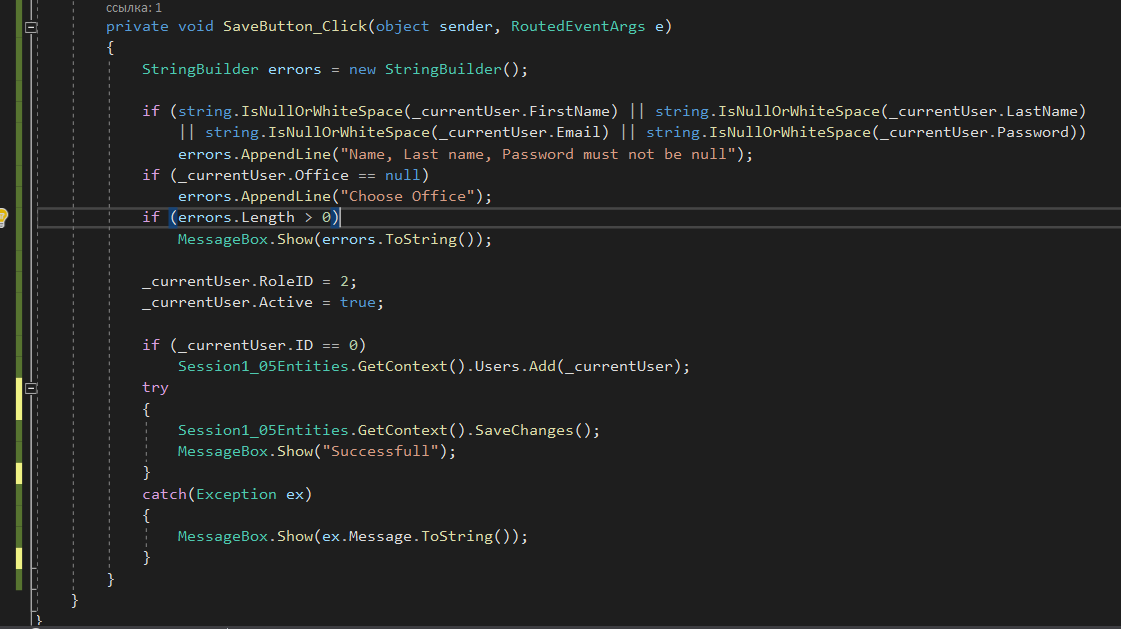 ссылка: 1
private void SaveButton_Click(object sender, RoutedEventArgs e)
{
StringBuilder errors = new StringBuilder();
if (string.IsNullOrWhiteSpace(_currentUser.FirstName) || string.IsNullOrWhiteSpace(_currentUser.LastName)
|| string.IsNullOrWhiteSpace(_currentUser.Email) || string.IsNullOrWhiteSpace(_currentUser.Password))
errors.AppendLine("Name, Last name, Password must not be null");
if (_currentUser.Office == null)
errors.AppendLine("Choose Office");
if (errors.Length > 0)
MessageBox.Show(errors.ToString());
_currentUser.RoleID = 2;
_currentUser.Active = true;
if (_currentUser.ID == 0)
Session1_05Entities.GetContext().Users.Add(_currentUser);
try
{
Session1_05Entities.GetContext().SaveChanges();
MessageBox.Show("Successfull");
}
catch(Exception ex)
{
MessageBox.Show(ex.Message.ToString());
}
}
}
}